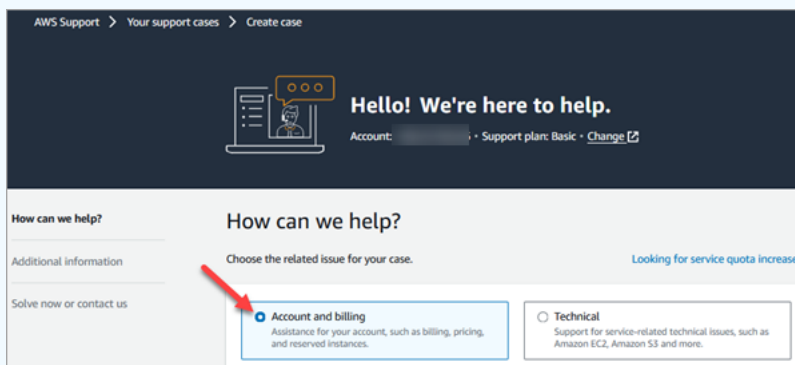 AWS Support > Your support cases > Create case
Hello! We're here to help.
Account: • Support plan: Basic • Change
How can we help?
Additional information
Solve now or contact us
How can we help?
Choose the related issue for your case.
Looking for service quota increase
Account and billing
Assistance for your account, such as billing, pricing,
and reserved instances.
Technical
Support for service-related technical issues, such as
Amazon EC2, Amazon S3 and more.